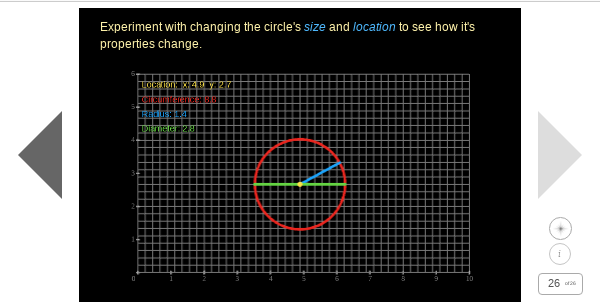 Experiment with changing the circle's size and location to see how it's
properties change.
6
Location: x: 4.9 y: 2.7
Circumference: 8.8
5
Radius: 1.4
Diameter: 2.8
4
3
2
1
0 1 2 3 4 5 6 7 8 9 10
i
26 of 26